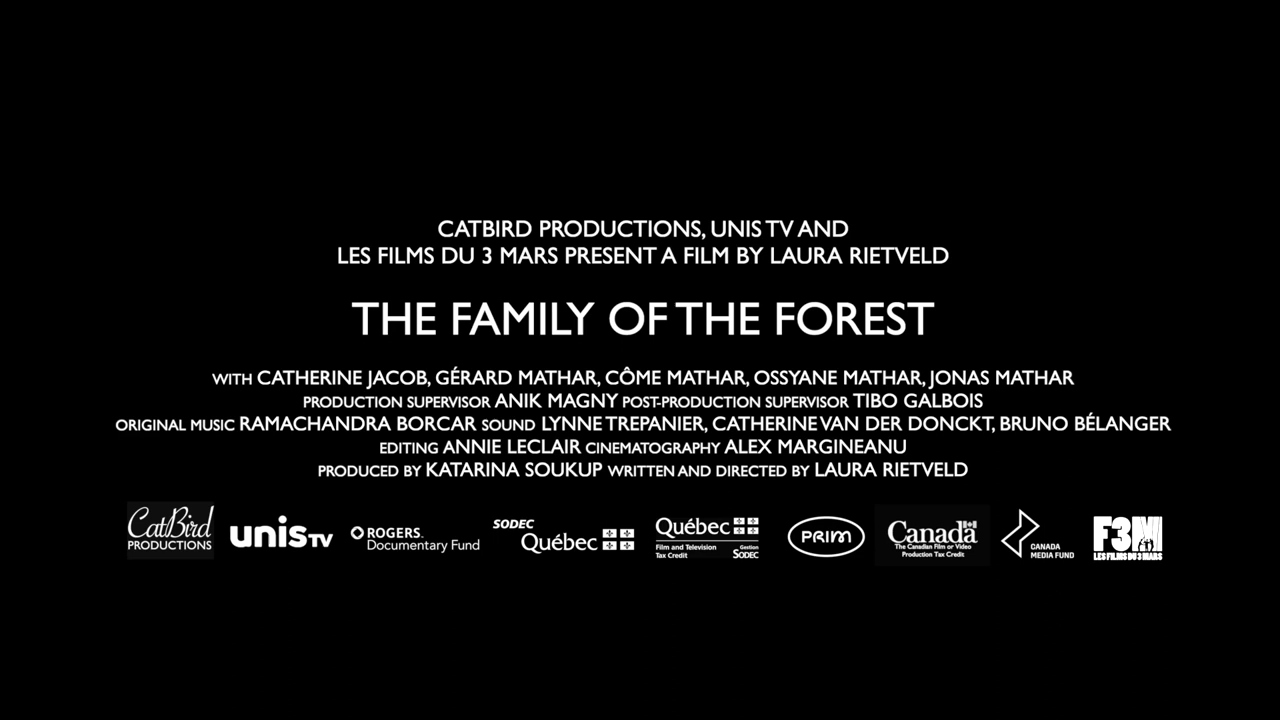 CATBIRD PRODUCTIONS, UNIS TV AND
LES FILMS DU 3 MARS PRESENT A FILM BY LAURA RIETVELD
THE FAMILY OF THE FOREST
WITH CATHERINE JACOB, GÉRARD MATHAR, CÔME MATHAR, OSSYANE MATHAR, JONAS MATHAR
PRODUCTION SUPERVISOR ANIK MAGNY POST-PRODUCTION SUPERVISOR TIBO GALBOIS
ORIGINAL MUSIC RAMACHANDRA BORCAR SOUND LYNNE TREPANIER, CATHERINE VAN DER DONCKT, BRUNO BÉLANGER
EDITING ANNIE LECLAIR CINEMATOGRAPHY ALEX MARGINEANU
PRODUCED BY KATARINA SOUKUP WRITTEN AND DIRECTED BY LAURA RIETVELD
CatBird
PRODUCTIONS
unis TV
ROGERS.
Documentary Fund
SODEC
Québec
Québec
Film and Television
Tax Credit
Gestion
SODEC
PRIM
Canada
The Canadian Film or Video
Production Tax Credit
CANADA
MEDIA FUND
F3M
LES FILMS DU 3 MARS